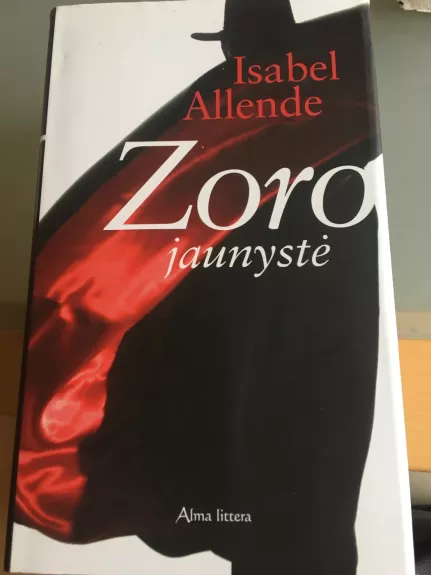 Isabel
Allende
Zoro
jaunystė
Alma littera